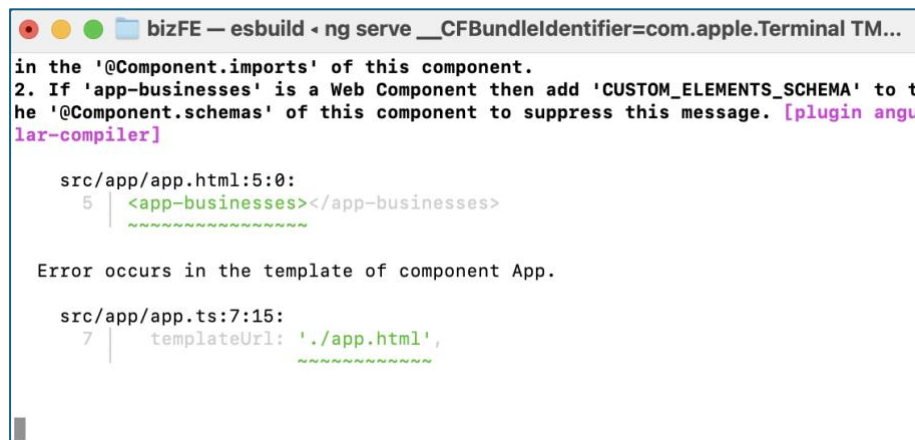 bizFE — esbuild ◂ ng serve __CFBundleIdentifier=com.apple.Terminal TM...
in the '@Component.imports' of this component.
2. If 'app-businesses' is a Web Component then add 'CUSTOM_ELEMENTS_SCHEMA' to t
he '@Component.schemas' of this component to suppress this message. [plugin angu
lar-compiler]
src/app/app.html:5:0:
5 │ <app-businesses></app-businesses>
~~~~~~~~~~~~~~~~
Error occurs in the template of component App.
src/app/app.ts:7:15:
7 │ templateUrl: './app.html',
~~~~~~~~~~~~